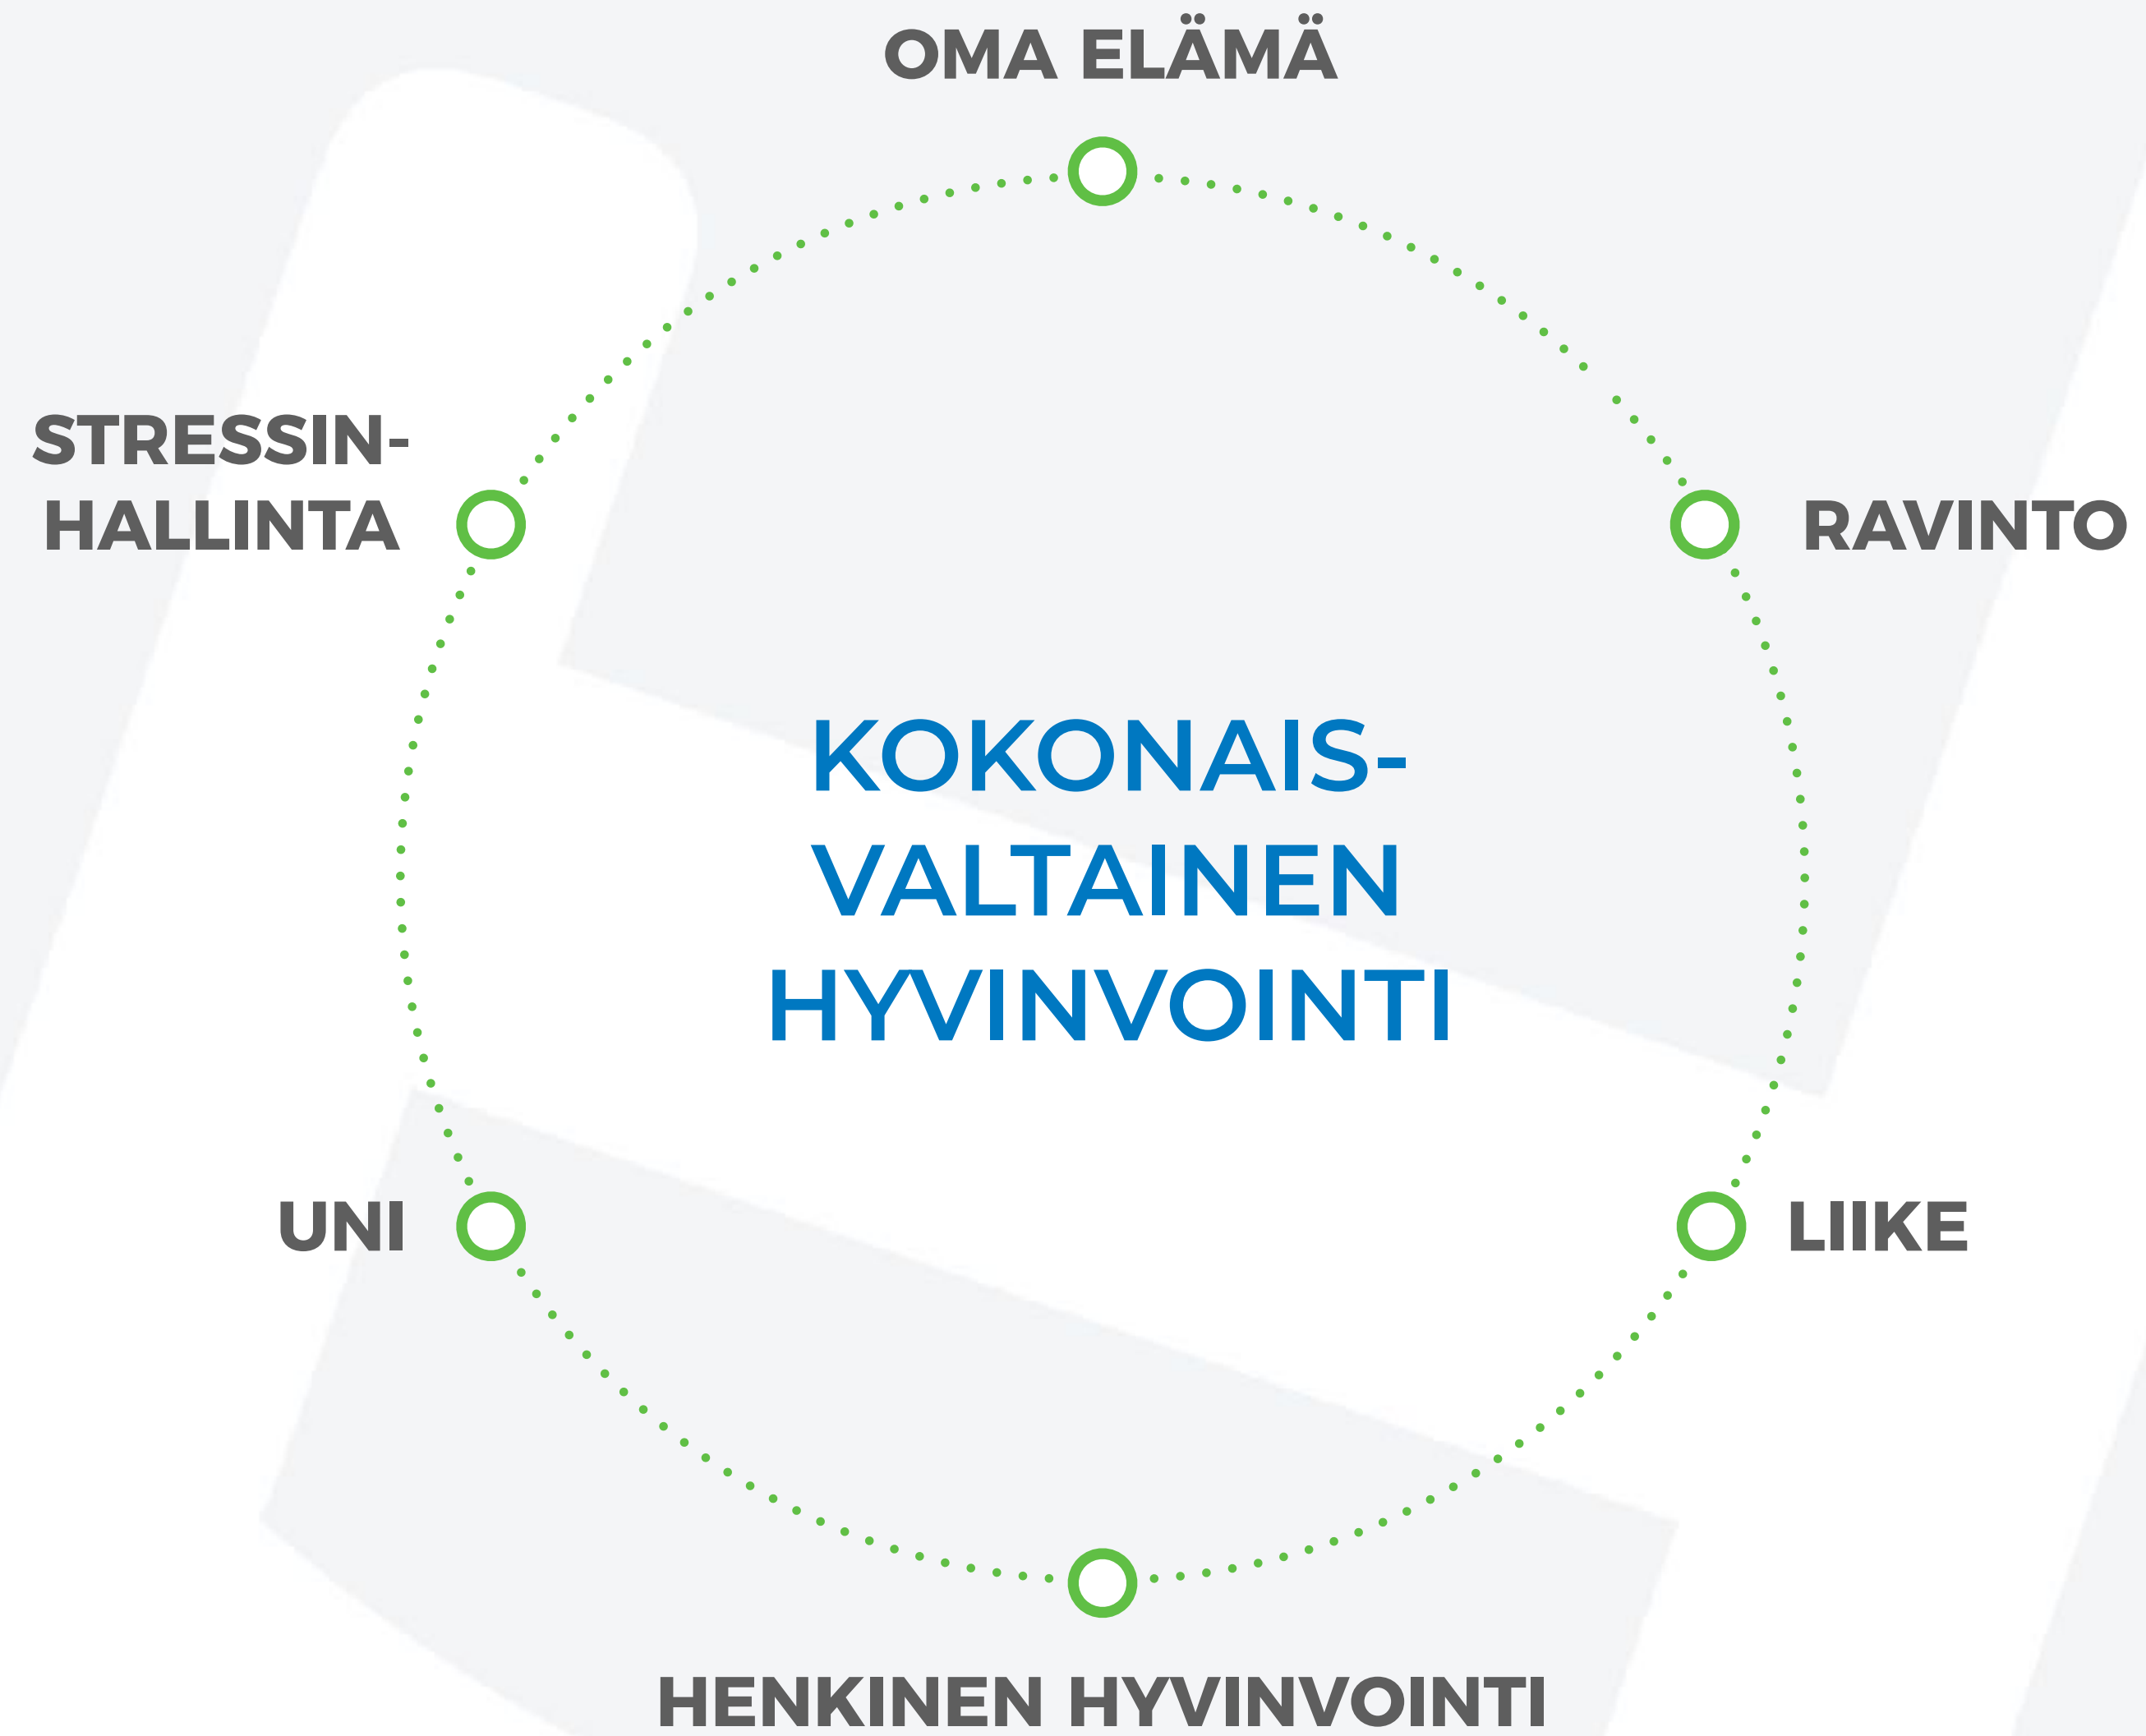 OMA ELÄMÄ
STRESSIN-
HALLINTA
RAVINTO
KOKONAIS-
VALTAINEN
HYVINVOINTI
UNI
LIIKE
HENKINEN HYVINVOINTI